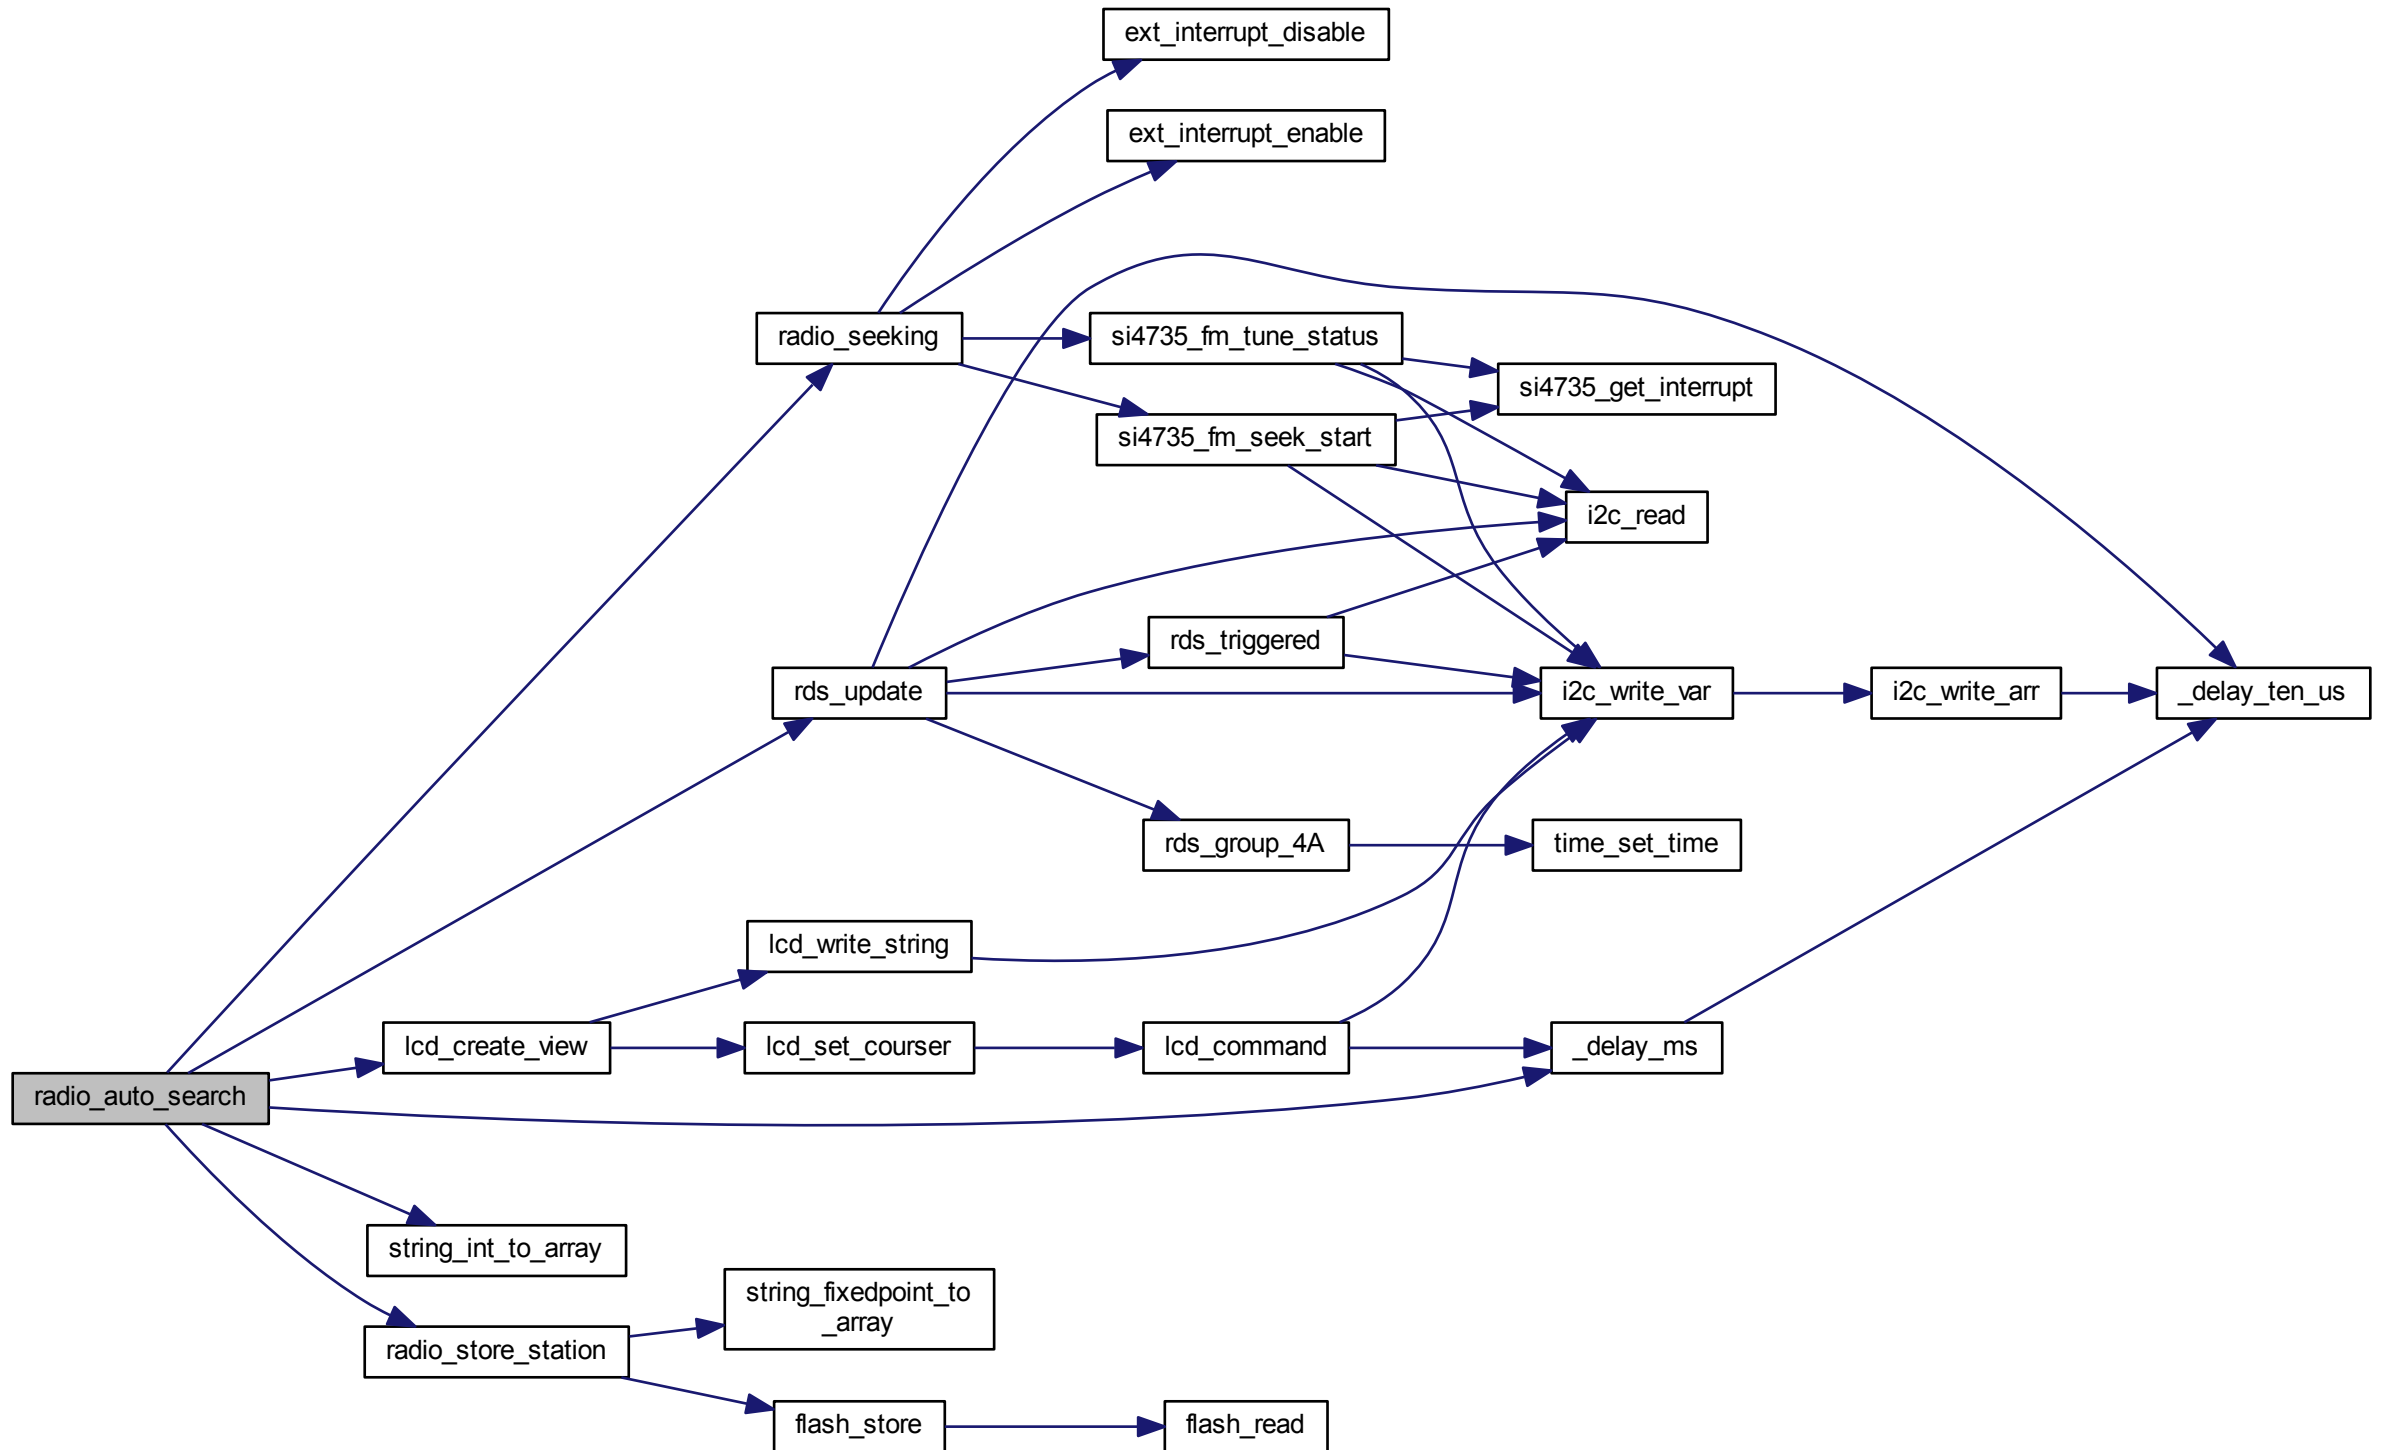 ext_interrupt_disable
ext_interrupt_enable
radio_seeking
si4735_fm_tune_status
si4735_get_interrupt
si4735_fm_seek_start
i2c_read
rds_triggered
rds_update
i2c_write_var
i2c_write_arr
_delay_ten_us
rds_group_4A
time_set_time
lcd_write_string
lcd_create_view
lcd_set_courser
lcd_command
_delay_ms
radio_auto_search
string_int_to_array
string_fixedpoint_to
_array
radio_store_station
flash_store
flash_read